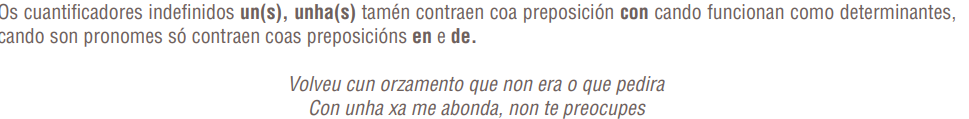 Os cuantificadores indefinidos un(s), unha(s) tamén contraen coa preposición con cando funcionan como determinantes,
cando son pronomes só contraen coas preposicións en e de.
Volveu cun orzamento que non era o que pedira
Con unha xa me abonda, non te preocupes